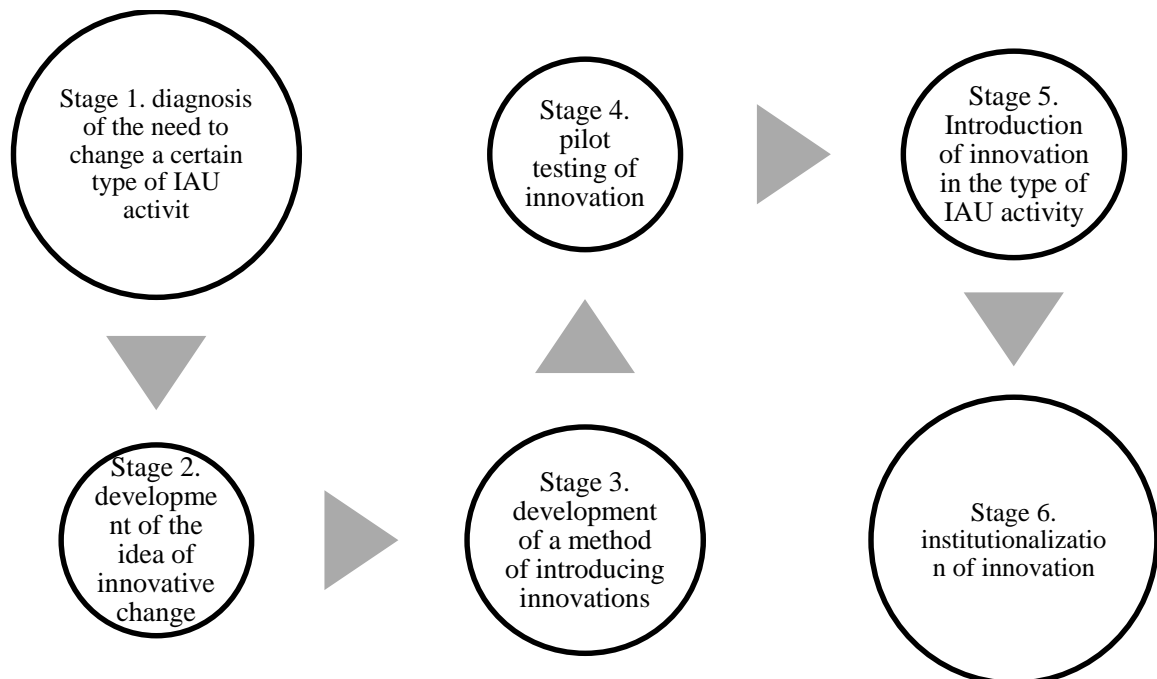 Stage 1. diagnosis
of the need to
change a certain
type of IAU
activit
Stage 2.
developme
nt of the
idea of
innovative
change
Stage 3.
development
of a method
of introducing
innovations
Stage 4.
pilot
testing of
innovation
Stage 5.
Introduction
of innovation
in the type of
IAU activity
Stage 6.
institutionalizatio
n of innovation